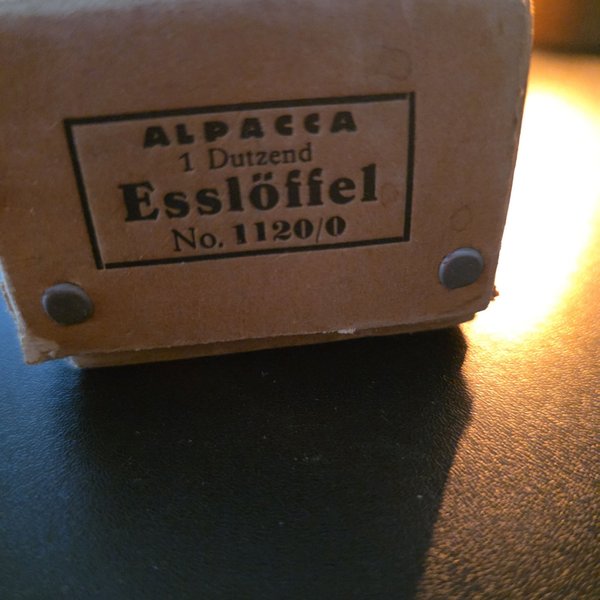 ALPACCA
1 Dutzend
Esslöffel
No. 1120/0